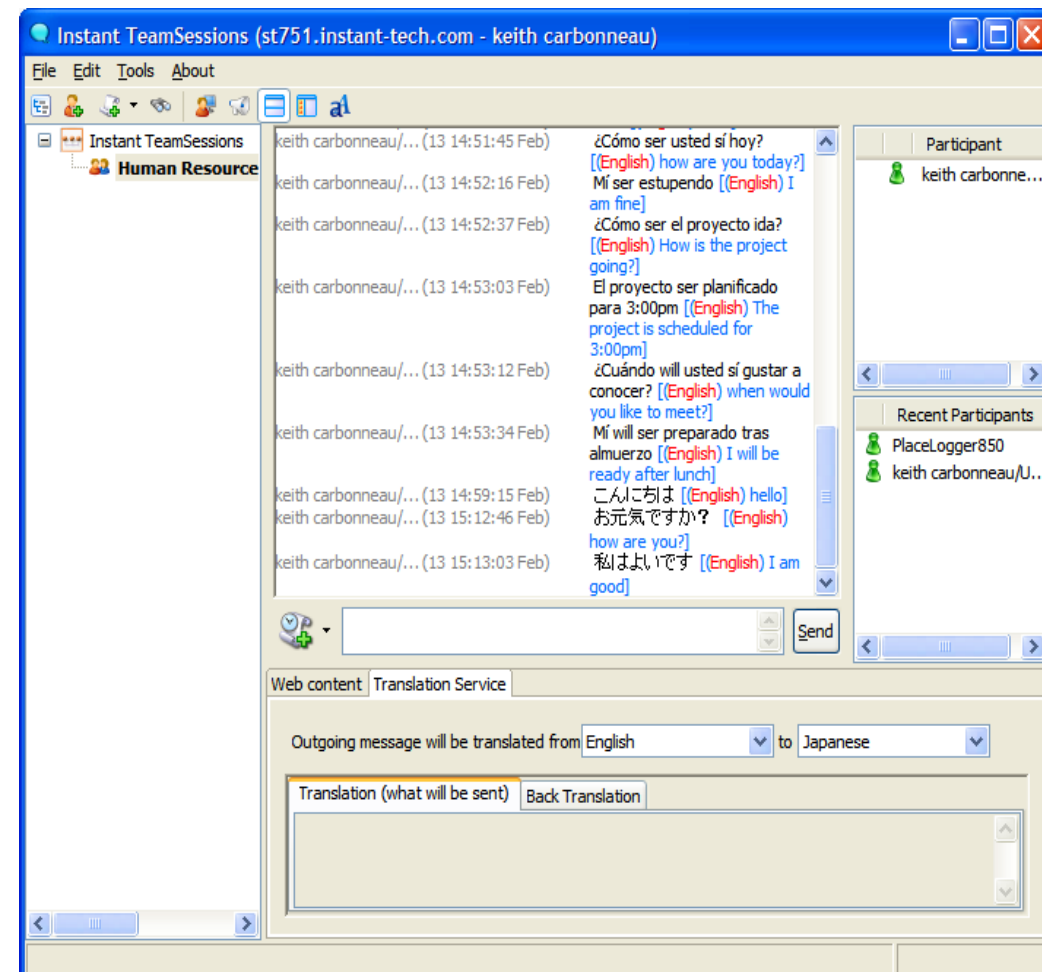 Instant TeamSessions (st751.instant-tech.com - keith carbonneau)
File Edit Tools About
Instant TeamSessions
Human Resource
keith carbonneau/... (13 14:51:45 Feb) ¿Cómo ser usted sí hoy?
[(English) how are you today?]
keith carbonneau/... (13 14:52:16 Feb) Mí ser estupendo [(English) I
am fine]
keith carbonneau/... (13 14:52:37 Feb) ¿Cómo ser el proyecto ida?
[(English) How is the project
going?]
keith carbonneau/... (13 14:53:03 Feb) El proyecto ser planificado
para 3:00pm [(English) The
project is scheduled for
3:00pm]
keith carbonneau/... (13 14:53:12 Feb) ¿Cuándo will usted sí gustar a
conocer? [(English) when would
you like to meet?]
keith carbonneau/... (13 14:53:34 Feb) Mí will ser preparado tras
almuerzo [(English) I will be
ready after lunch]
keith carbonneau/... (13 14:59:15 Feb) こんにちは [(English) hello]
keith carbonneau/... (13 15:12:46 Feb) お元気ですか? [(English)
how are you?]
keith carbonneau/... (13 15:13:03 Feb) 私はよいです [(English) I am
good]
Send
Participant
keith carbonne...
Recent Participants
PlaceLogger850
keith carbonneau/U...
Web content Translation Service
Outgoing message will be translated from English to Japanese
Translation (what will be sent) Back Translation